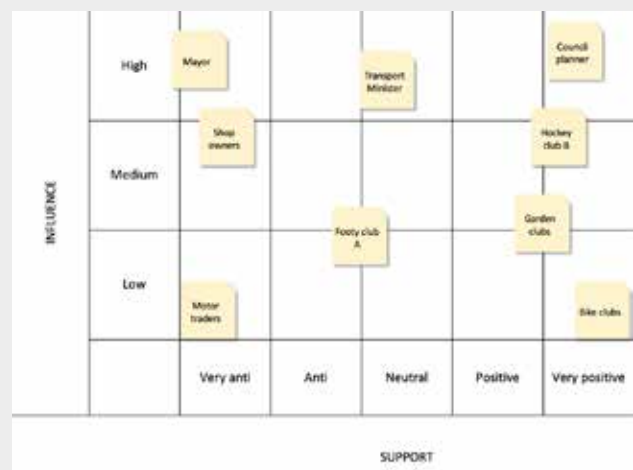 High
Mayor
Transport
Minister
Council
planner
Shop
owners
Hockey
club B
Medium
INFLUENCE
Footy club
A
Garden
clubs
Low
Motor
traders
Bike clubs
Very anti
Anti
Neutral
Positive
Very positive
SUPPORT